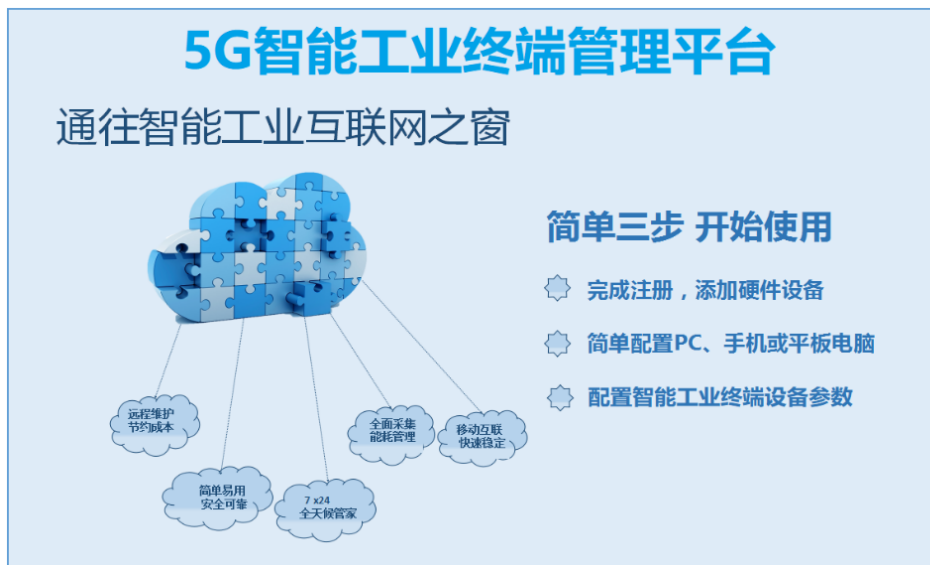 5G智能工业终端管理平台
通往智能工业互联网之窗
简单三步 开始使用
完成注册，添加硬件设备
简单配置PC、手机或平板电脑
配置智能工业终端设备参数
远程维护
节约成本
简单易用
安全可靠
7 x24
全天候管家
全面采集
能耗管理
移动互联
快速稳定